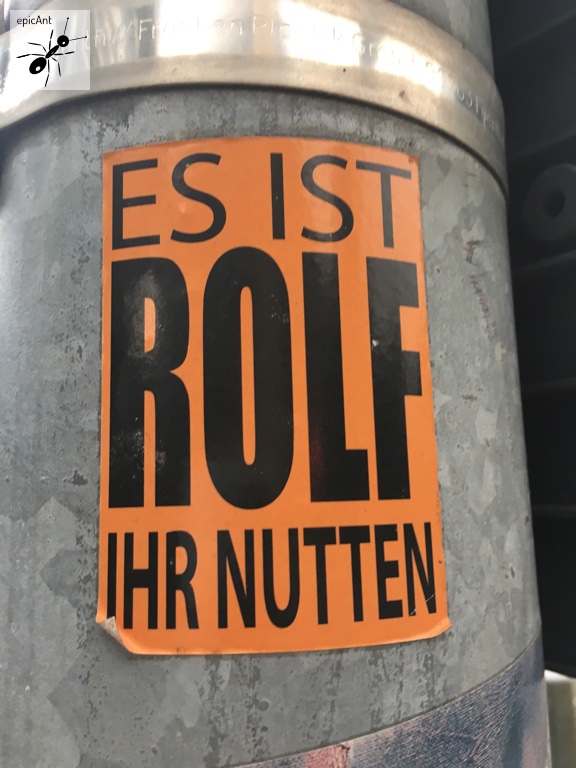 epicAnt
ES IST
ROLF
IHR NUTTEN